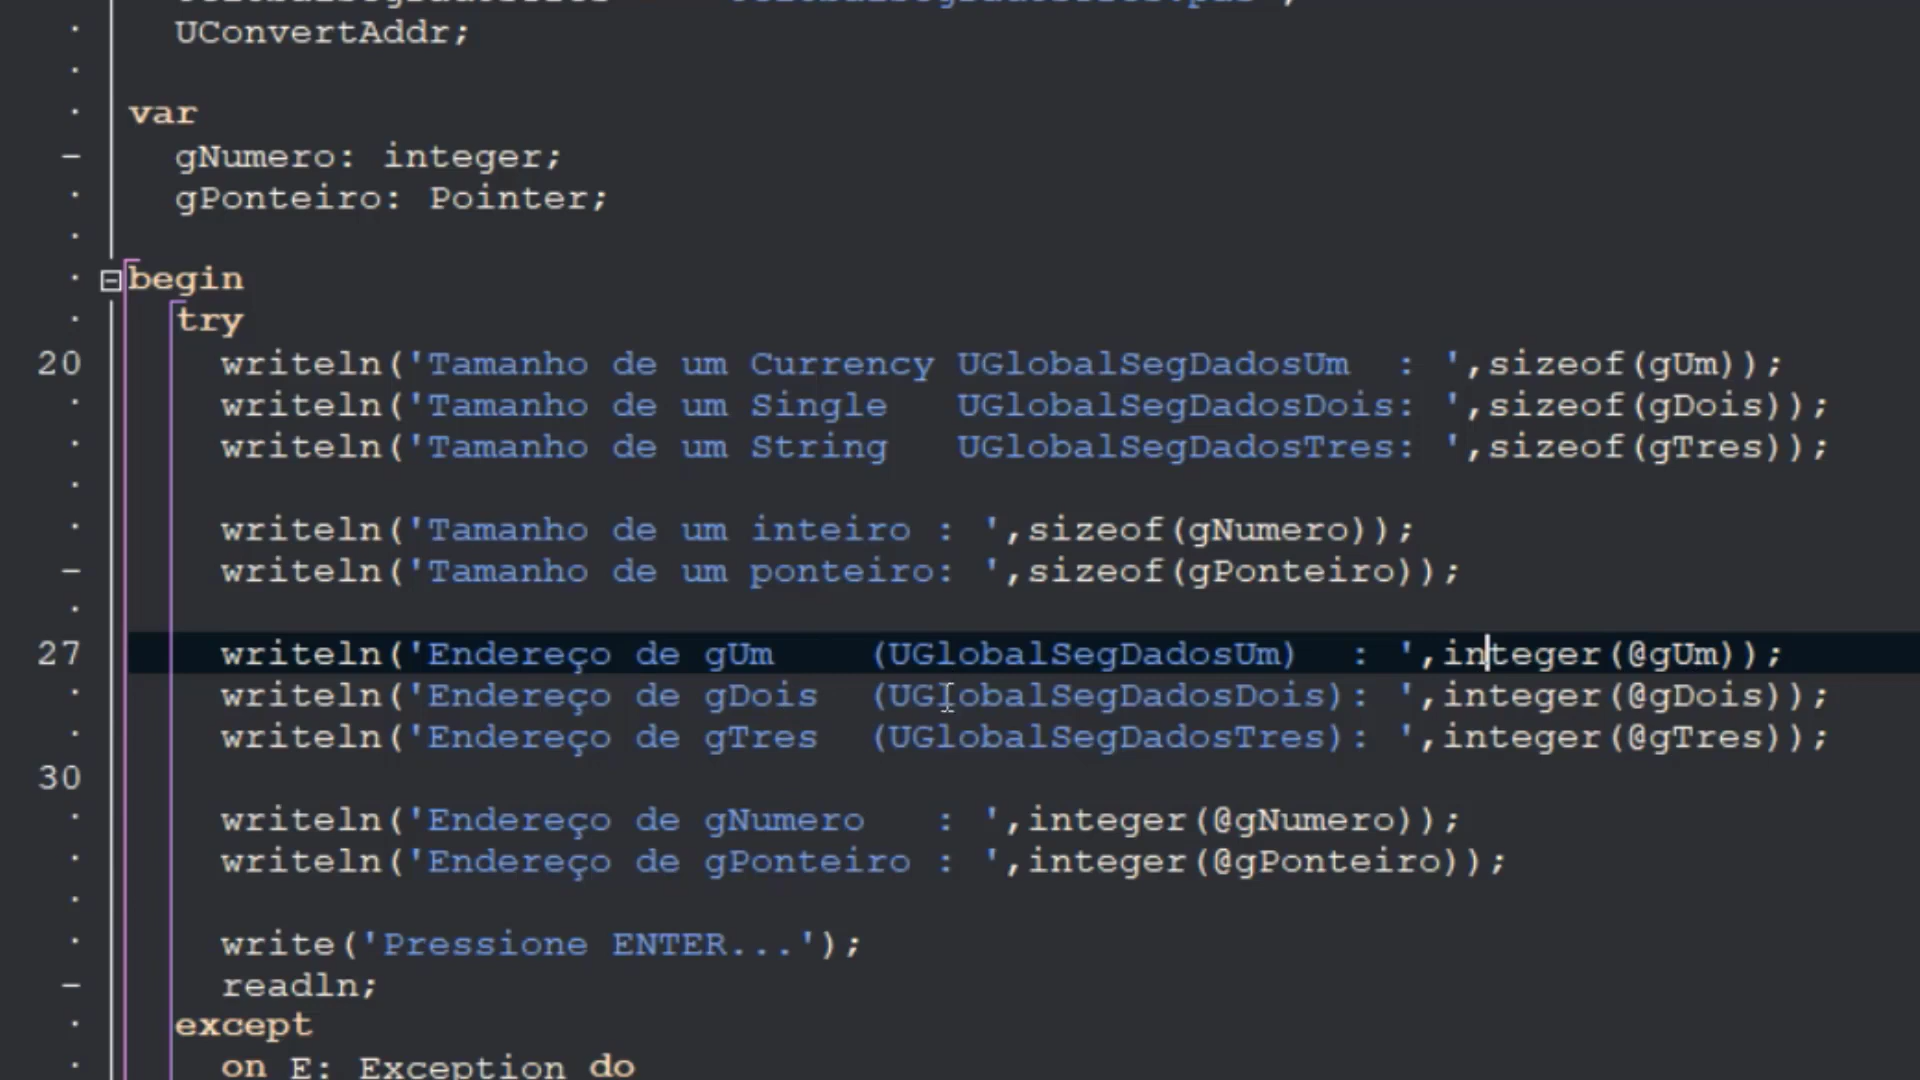 UConvertAddr;
var
gNumero: integer;
gPonteiro: Pointer;
begin
try
20 writeln('Tamanho de um Currency UGlobalSegDadosUm  : ',sizeof(gUm));
writeln('Tamanho de um Single   UGlobalSegDadosDois: ',sizeof(gDois));
writeln('Tamanho de um String   UGlobalSegDadosTres: ',sizeof(gTres));
writeln('Tamanho de um inteiro : ',sizeof(gNumero));
writeln('Tamanho de um ponteiro: ',sizeof(gPonteiro));
27 writeln('Endereço de gUm    (UGlobalSegDadosUm)  : ',integer(@gUm));
writeln('Endereço de gDois  (UGlobalSegDadosDois): ',integer(@gDois));
writeln('Endereço de gTres  (UGlobalSegDadosTres): ',integer(@gTres));
30
writeln('Endereço de gNumero   : ',integer(@gNumero));
writeln('Endereço de gPonteiro : ',integer(@gPonteiro));
write('Pressione ENTER...');
readln;
except
on E: Exception do